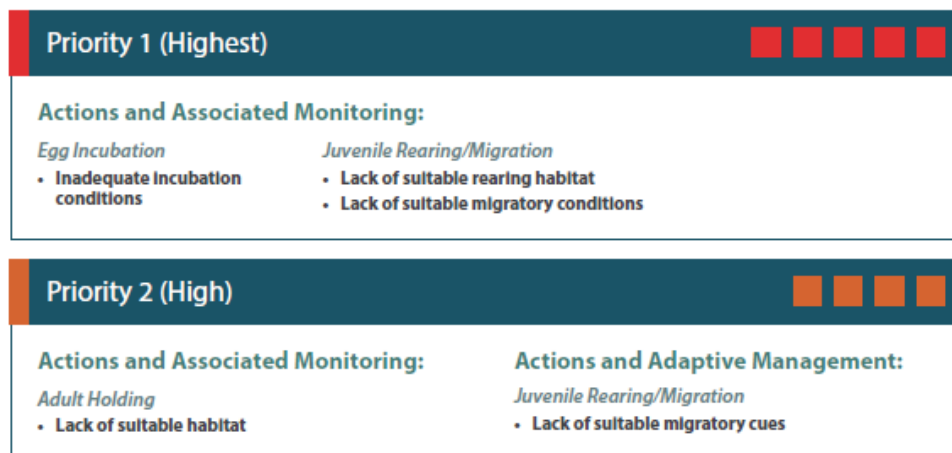 Priority 1 (Highest)
Actions and Associated Monitoring:
Egg Incubation
• Inadequate incubation
conditions
Juvenile Rearing/Migration
• Lack of suitable rearing habitat
• Lack of suitable migratory conditions
Priority 2 (High)
Actions and Associated Monitoring:
Adult Holding
• Lack of suitable habitat
Actions and Adaptive Management:
Juvenile Rearing/Migration
• Lack of suitable migratory cues